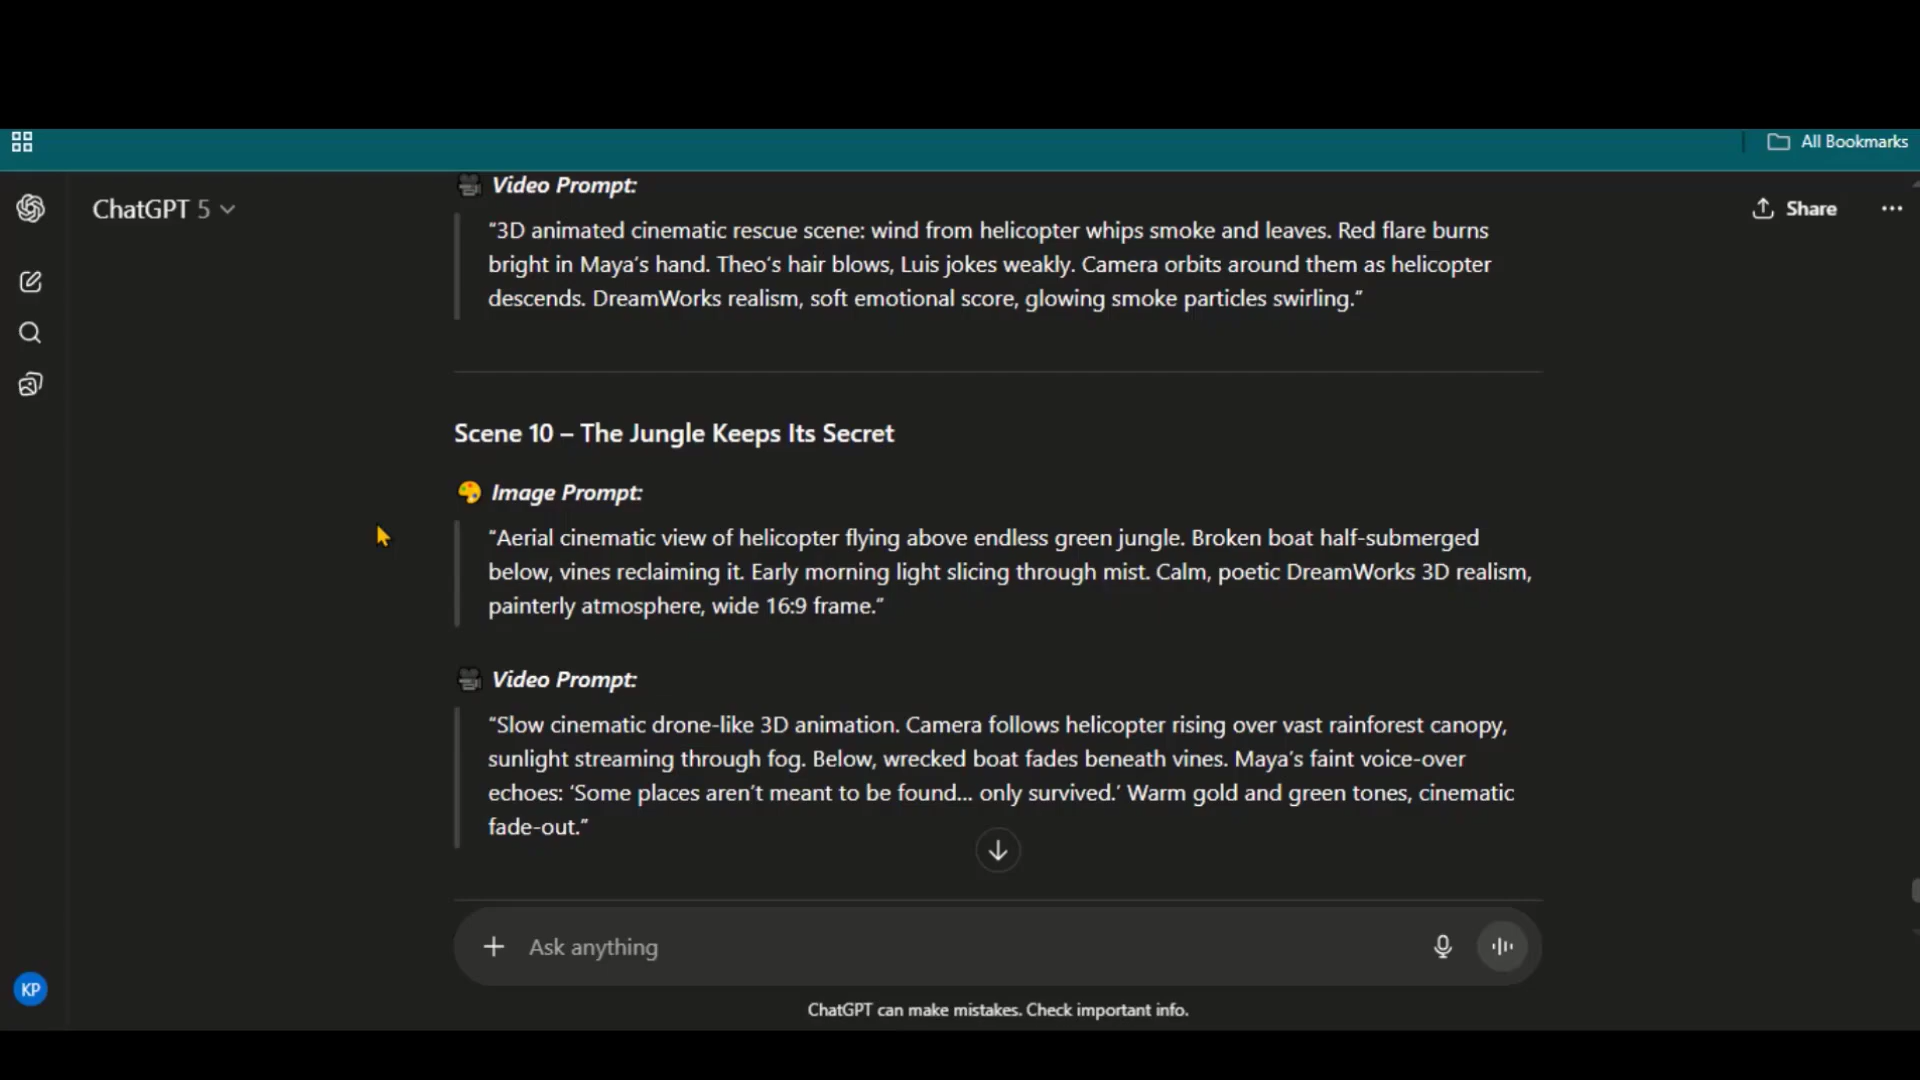 All Bookmarks
ChatGPT 5
Share
Video Prompt:
“3D animated cinematic rescue scene: wind from helicopter whips smoke and leaves. Red flare burns
bright in Maya’s hand. Theo’s hair blows, Luis jokes weakly. Camera orbits around them as helicopter
descends. DreamWorks realism, soft emotional score, glowing smoke particles swirling.”
Scene 10 – The Jungle Keeps Its Secret
Image Prompt:
“Aerial cinematic view of helicopter flying above endless green jungle. Broken boat half-submerged
below, vines reclaiming it. Early morning light slicing through mist. Calm, poetic DreamWorks 3D realism,
painterly atmosphere, wide 16:9 frame.”
Video Prompt:
“Slow cinematic drone-like 3D animation. Camera follows helicopter rising over vast rainforest canopy,
sunlight streaming through fog. Below, wrecked boat fades beneath vines. Maya’s faint voice-over
echoes: ‘Some places aren’t meant to be found… only survived.’ Warm gold and green tones, cinematic
fade-out.”
Ask anything
KP
ChatGPT can make mistakes. Check important info.